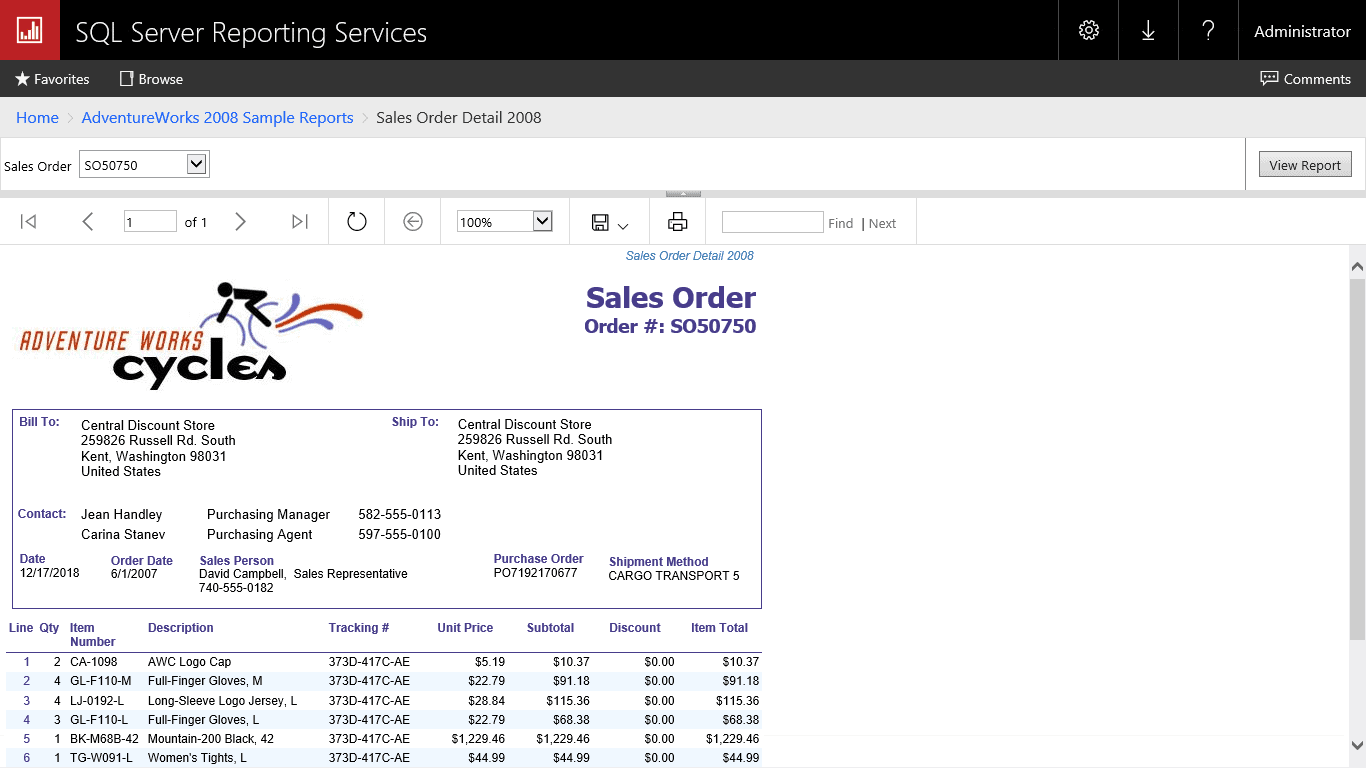 SQL Server Reporting Services
?
Administrator
Favorites Browse Comments
Home > AdventureWorks 2008 Sample Reports > Sales Order Detail 2008
Sales Order SO50750 View Report
1 of 1 100% Find | Next
Sales Order Detail 2008
ADVENTURE WORKS
cycles
Sales Order
Order #: SO50750
Bill To: Central Discount Store
259826 Russell Rd. South
Kent, Washington 98031
United States
Ship To: Central Discount Store
259826 Russell Rd. South
Kent, Washington 98031
United States
Contact: Jean Handley Purchasing Manager 582-555-0113
Carina Stanev Purchasing Agent 597-555-0100
Date Order Date Sales Person Purchase Order Shipment Method
12/17/2018 6/1/2007 David Campbell, Sales Representative PO7192170677 CARGO TRANSPORT 5
740-555-0182
Line Qty Item Number Description Tracking # Unit Price Subtotal Discount Item Total
1 2 CA-1098 AWC Logo Cap 373D-417C-AE $5.19 $10.37 $0.00 $10.37
2 4 GL-F110-M Full-Finger Gloves, M 373D-417C-AE $22.79 $91.18 $0.00 $91.18
3 4 LJ-0192-L Long-Sleeve Logo Jersey, L 373D-417C-AE $28.84 $115.36 $0.00 $115.36
4 3 GL-F110-L Full-Finger Gloves, L 373D-417C-AE $22.79 $68.38 $0.00 $68.38
5 1 BK-M68B-42 Mountain-200 Black, 42 373D-417C-AE $1,229.46 $1,229.46 $0.00 $1,229.46
6 1 TG-W091-L Women's Tights, L 373D-417C-AE $44.99 $44.99 $0.00 $44.99